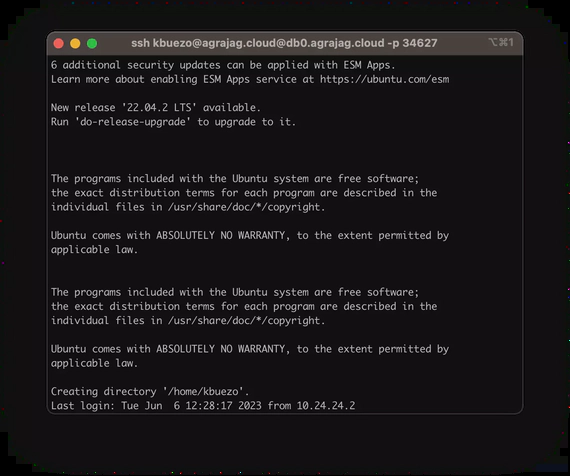 ssh kbuezo@agrajag.cloud@db0.agrajag.cloud -p 34627
⌥⌘1
6 additional security updates can be applied with ESM Apps.
Learn more about enabling ESM Apps service at https://ubuntu.com/esm
New release '22.04.2 LTS' available.
Run 'do-release-upgrade' to upgrade to it.
The programs included with the Ubuntu system are free software;
the exact distribution terms for each program are described in the
individual files in /usr/share/doc/*/copyright.
Ubuntu comes with ABSOLUTELY NO WARRANTY, to the extent permitted by
applicable law.
The programs included with the Ubuntu system are free software;
the exact distribution terms for each program are described in the
individual files in /usr/share/doc/*/copyright.
Ubuntu comes with ABSOLUTELY NO WARRANTY, to the extent permitted by
applicable law.
Creating directory '/home/kbuezo'.
Last login: Tue Jun  6 12:28:17 2023 from 10.24.24.2